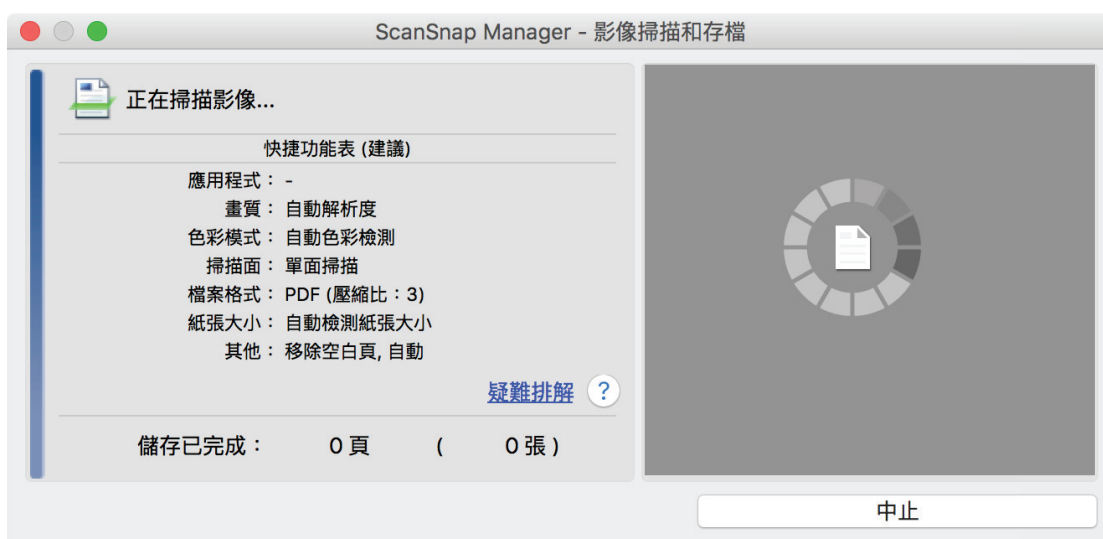 ScanSnap Manager - 影像掃描和存檔
正在掃描影像...
快捷功能表 (建議)
應用程式： -
畫質： 自動解析度
色彩模式： 自動色彩檢測
掃描面： 單面掃描
檔案格式： PDF (壓縮比：3)
紙張大小： 自動檢測紙張大小
其他： 移除空白頁, 自動
疑難排解 ?
儲存已完成： 0 頁 ( 0 張 )
中止